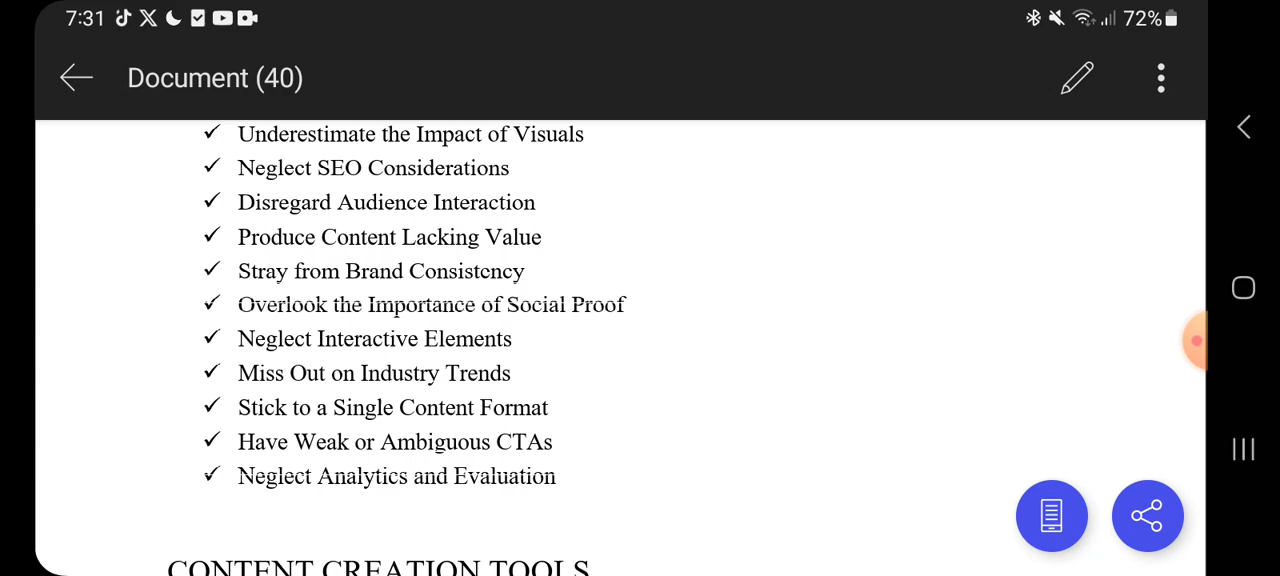 7:31
72%
Document (40)
Underestimate the Impact of Visuals
Neglect SEO Considerations
Disregard Audience Interaction
Produce Content Lacking Value
Stray from Brand Consistency
Overlook the Importance of Social Proof
Neglect Interactive Elements
Miss Out on Industry Trends
Stick to a Single Content Format
Have Weak or Ambiguous CTAs
Neglect Analytics and Evaluation
CONTENT CREATION TOOLS